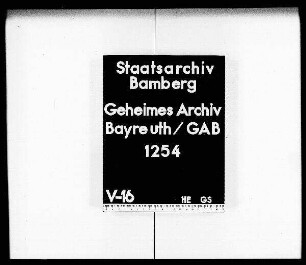 Staatsarchiv
Bamberg
Geheimes Archiv
Bayreuth/GAB
1254
V-16 HE GS